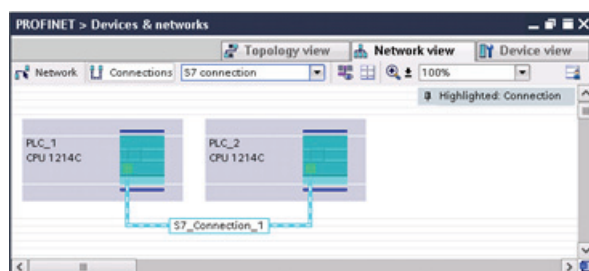 PROFINET > Devices & networks
Topology view Network view Device view
Network Connections S7 connection 100%
Highlighted: Connection
PLC_1 PLC_2
CPU 1214C CPU 1214C
S7_Connection_1